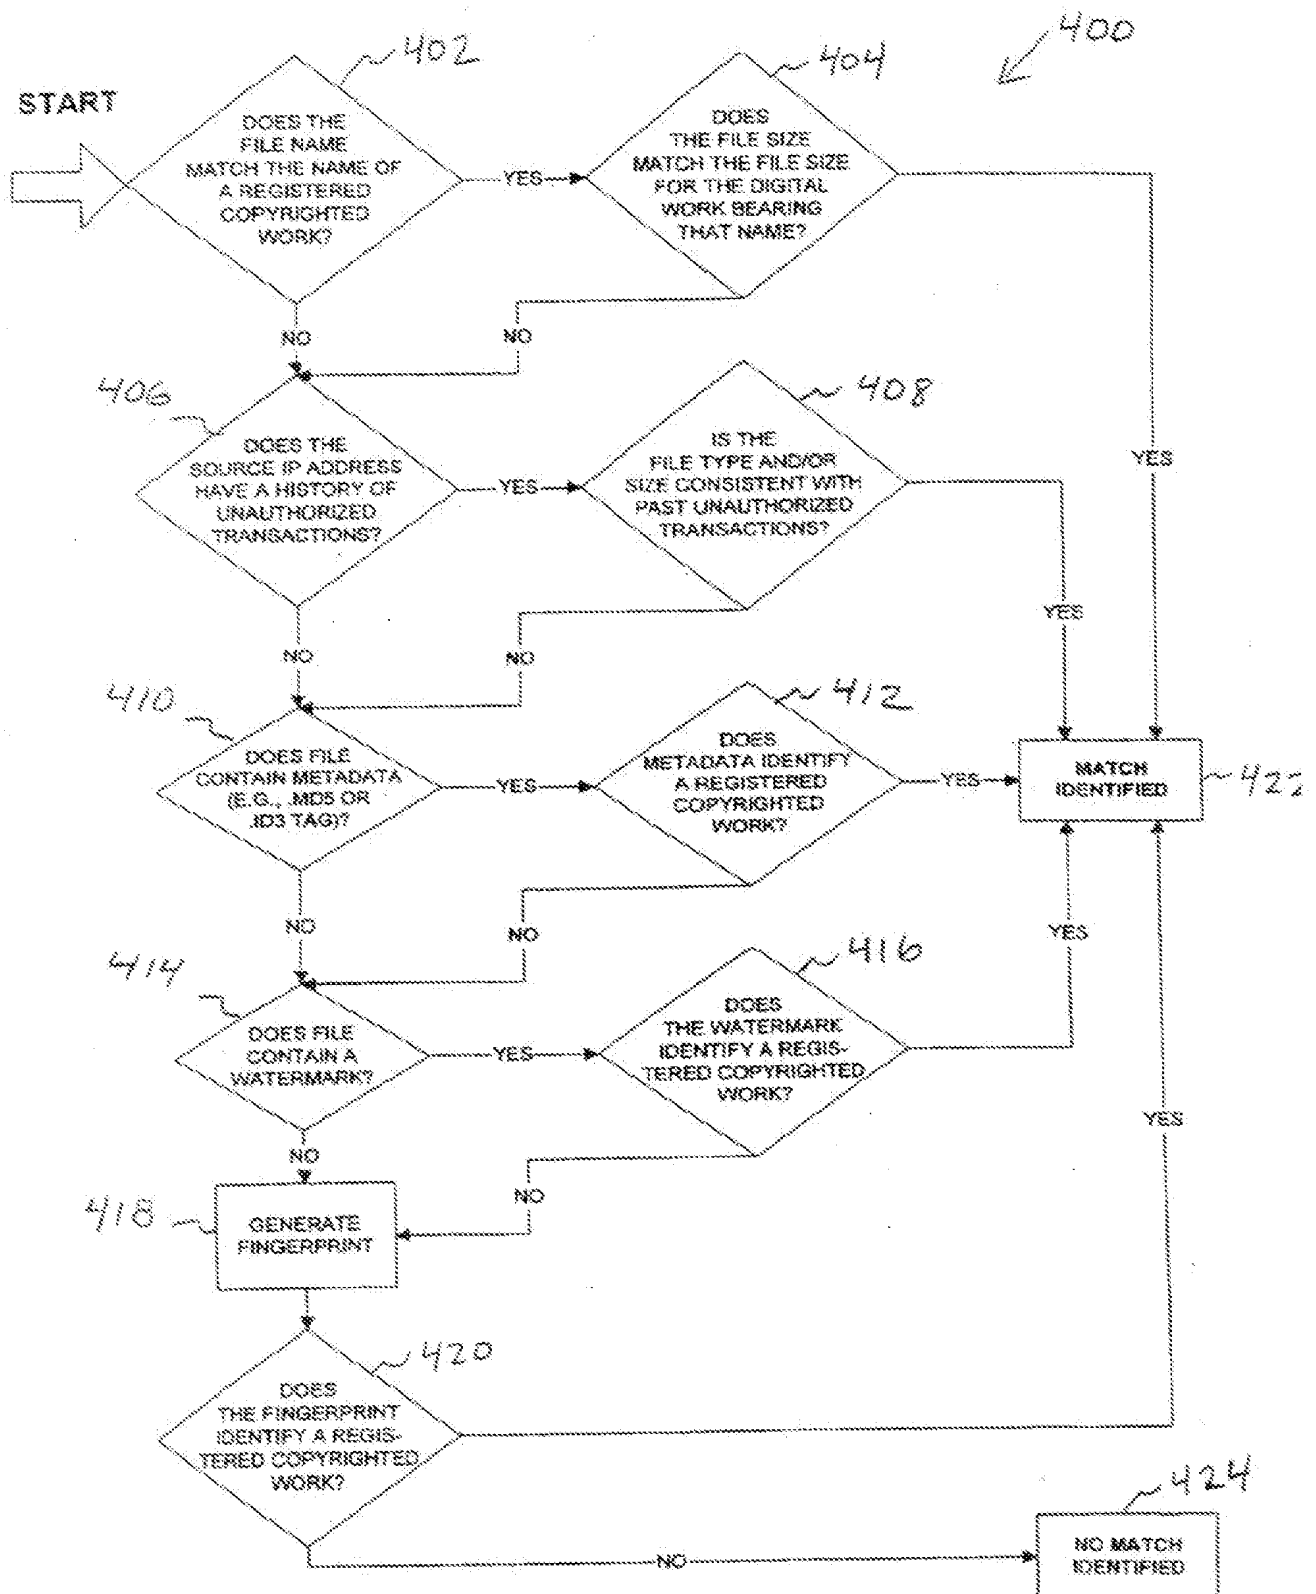 400
402
404
START
DOES THE
FILE NAME
MATCH THE NAME OF
A REGISTERED
COPYRIGHTED
WORK?
YES
DOES
THE FILE SIZE
MATCH THE FILE SIZE
FOR THE DIGITAL
WORK BEARING
THAT NAME?
NO
NO
YES
406
408
DOES THE
SOURCE IP ADDRESS
HAVE A HISTORY OF
UNAUTHORIZED
TRANSACTIONS?
YES
IS THE
FILE TYPE AND/OR
SIZE CONSISTENT WITH
PAST UNAUTHORIZED
TRANSACTIONS?
YES
NO
NO
410
412
DOES FILE
CONTAIN METADATA
(E.G., .MD5 OR
.ID3 TAG)?
YES
DOES
METADATA IDENTIFY
A REGISTERED
COPYRIGHTED
WORK?
YES
MATCH
IDENTIFIED
422
NO
NO
YES
414
416
DOES FILE
CONTAIN A
WATERMARK?
YES
DOES
THE WATERMARK
IDENTIFY A REGIS-
TERED COPYRIGHTED
WORK?
YES
NO
NO
418
GENERATE
FINGERPRINT
420
DOES
THE FINGERPRINT
IDENTIFY A REGIS-
TERED COPYRIGHTED
WORK?
NO
424
NO MATCH
IDENTIFIED